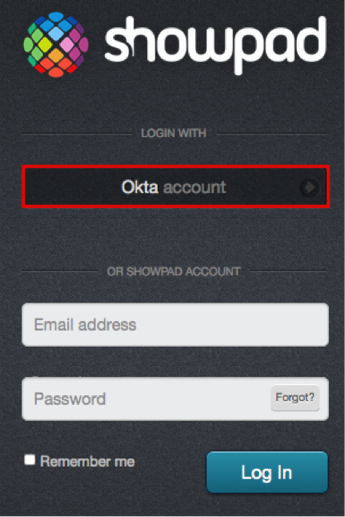 showpad
LOGIN WITH
Okta account
OR SHOWPAD ACCOUNT
Email address
Password
Forgot?
Remember me
Log In